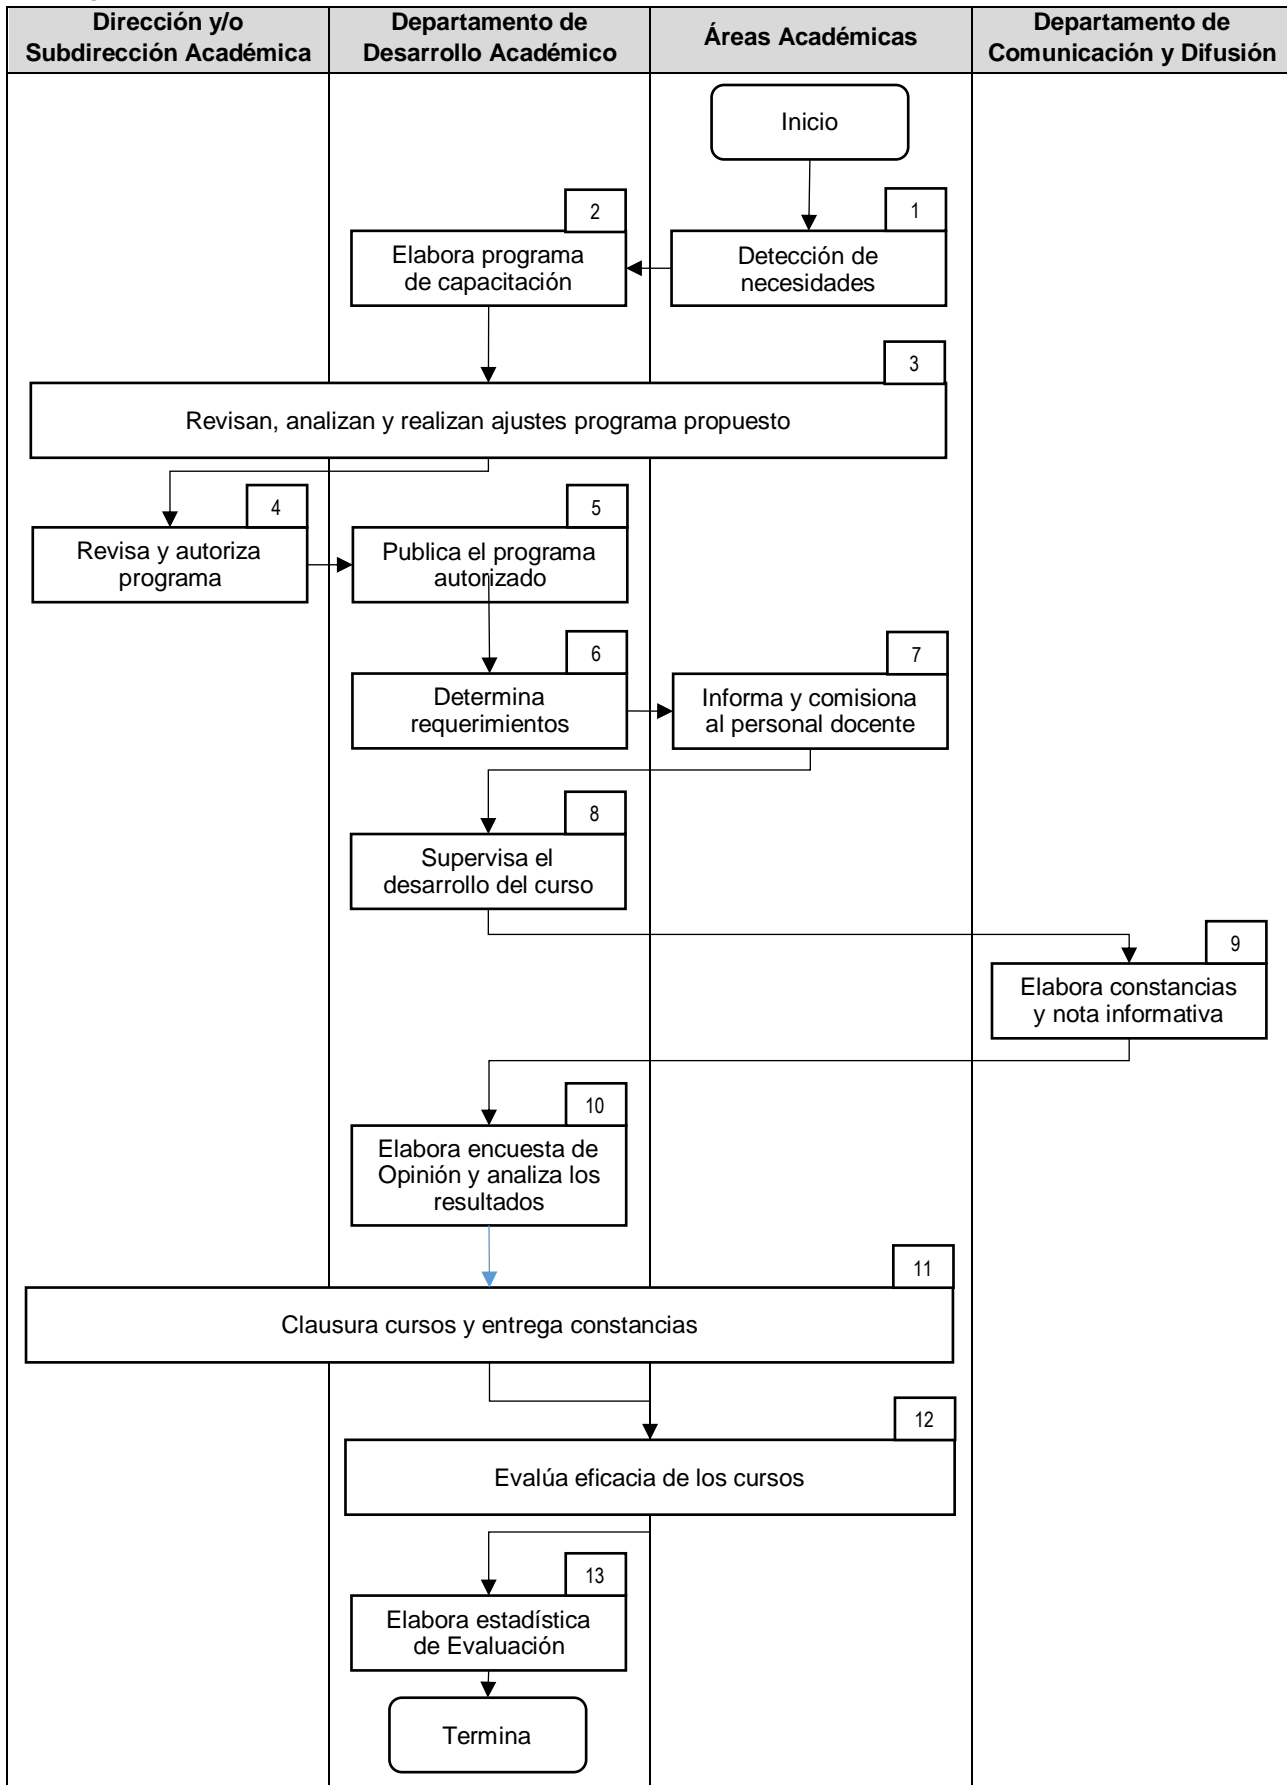 Dirección y/o
Subdirección Académica
Departamento de
Desarrollo Académico
Áreas Académicas
Departamento de
Comunicación y Difusión
Inicio
1
Detección de
necesidades
2
Elabora programa
de capacitación
3
Revisan, analizan y realizan ajustes programa propuesto
4
Revisa y autoriza
programa
5
Publica el programa
autorizado
6
Determina
requerimientos
7
Informa y comisiona
al personal docente
8
Supervisa el
desarrollo del curso
9
Elabora constancias
y nota informativa
10
Elabora encuesta de
Opinión y analiza los
resultados
11
Clausura cursos y entrega constancias
12
Evalúa eficacia de los cursos
13
Elabora estadística
de Evaluación
Termina